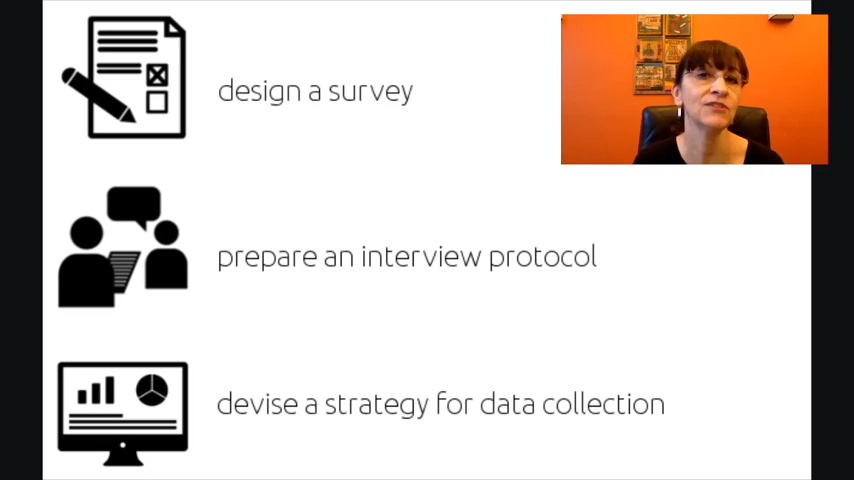 design a survey
prepare an interview protocol
devise a strategy for data collection